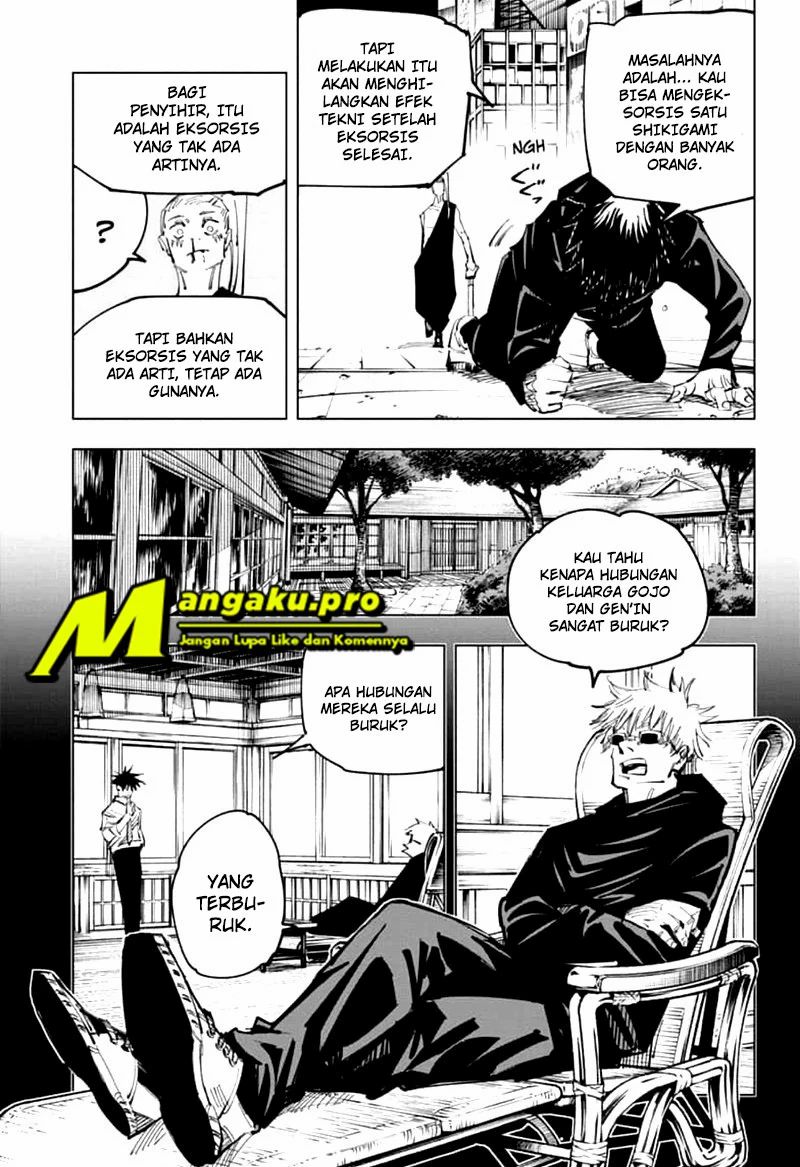 MASALAHNYA
ADALAH... KAU
BISA MENGEK-
SORSIS SATU
SHIKIGAMI
DENGAN BANYAK
ORANG.
TAPI
MELAKUKAN ITU
AKAN MENGHI-
LANGKAN EFEK
TEKNI SETELAH
EKSORSIS
SELESAI.
NGH
BAGI
PENYIHIR, ITU
ADALAH EKSORSIS
YANG TAK ADA
ARTINYA.
?
TAPI BAHKAN
EKSORSIS YANG TAK
ADA ARTI, TETAP ADA
GUNANYA.
KAU TAHU
KENAPA HUBUNGAN
KELUARGA GOJO
DAN GEN'IN
SANGAT BURUK?
Mangaku.pro
Jangan Lupa Like dan Komennya
APA HUBUNGAN
MEREKA SELALU
BURUK?
YANG
TERBU-
RUK.